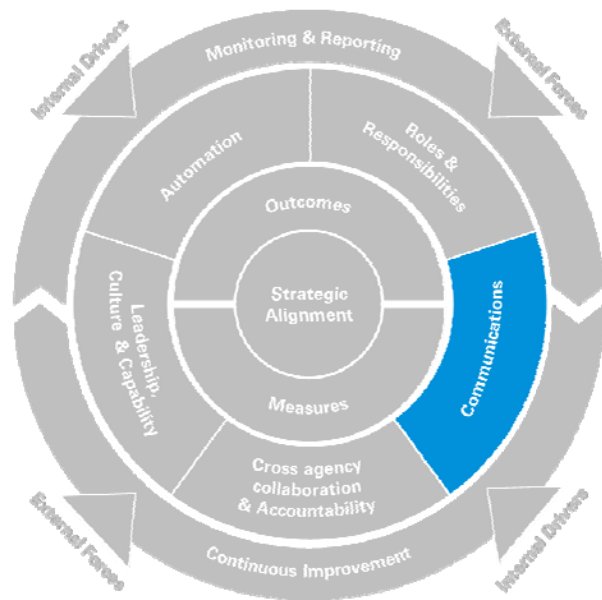 Monitoring & Reporting
Internal Drivers
External Forces
Automation
Roles &
Responsibilities
Outcomes
Strategic
Alignment
Leadership,
Culture & Capability
Communications
Measures
Cross agency
collaboration
& Accountability
External Forces
Internal Drivers
Continuous Improvement